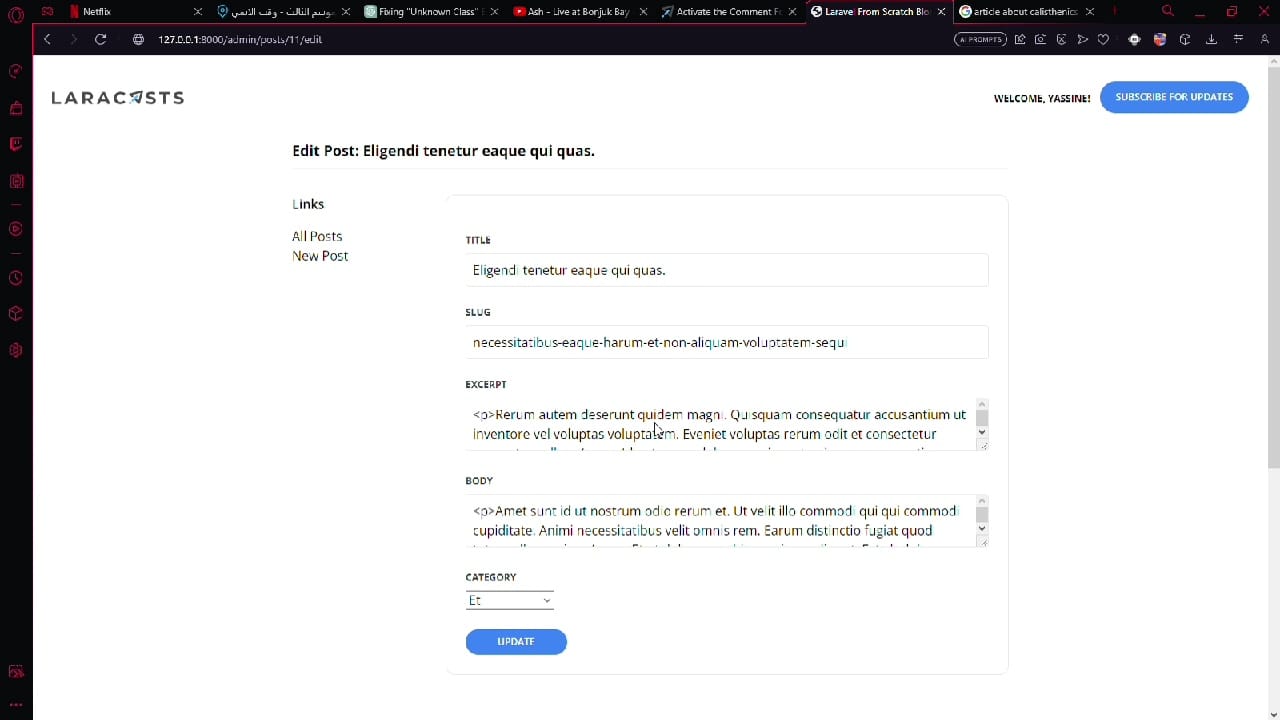 Netflix
موسم الثالث - وقت الانمي
Fixing "Unknown Class"
Ash - Live at Bonjuk Bay
Activate the Comment F
Laravel From Scratch Blo
article about calisthenics
127.0.0.1:8000/admin/posts/11/edit
AI PROMPTS
LARACASTS
WELCOME, YASSINE!
SUBSCRIBE FOR UPDATES
Edit Post: Eligendi tenetur eaque qui quas.
Links
All Posts
New Post
TITLE
Eligendi tenetur eaque qui quas.
SLUG
necessitatibus-eaque-harum-et-non-aliquam-voluptatem-sequi
EXCERPT
<p>Rerum autem deserunt quidem magni. Quisquam consequatur accusantium ut
inventore vel voluptas voluptatem. Eveniet voluptas rerum odit et consectetur
BODY
<p>Amet sunt id ut nostrum odio rerum et. Ut velit illo commodi qui qui commodi
cupiditate. Animi necessitatibus velit omnis rem. Earum distinctio fugiat quod
CATEGORY
Et
UPDATE